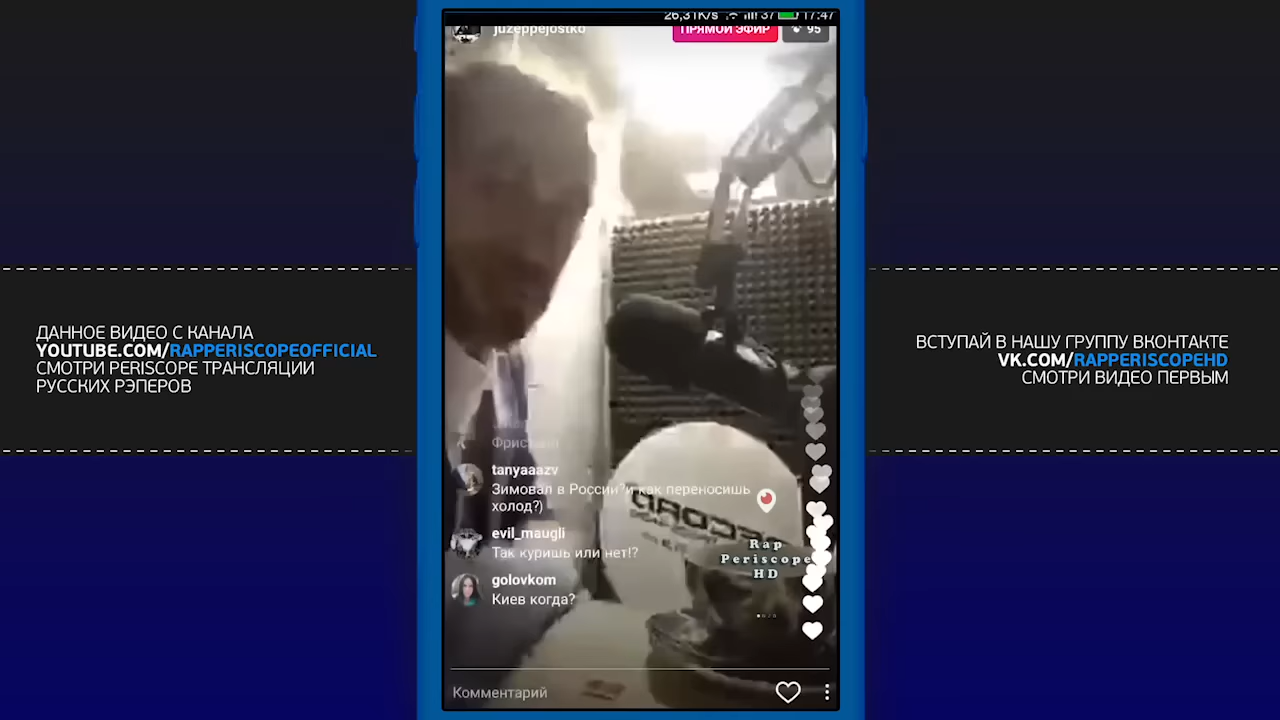 26,31K/s 37 17:47
juzeppejostko
ПРЯМОЙ ЭФИР
95
ДАННОЕ ВИДЕО С КАНАЛА
YOUTUBE.COM/RAPPERISCOPEOFFICIAL
СМОТРИ PERISCOPE ТРАНСЛЯЦИИ
РУССКИХ РЭПЕРОВ
ВСТУПАЙ В НАШУ ГРУППУ ВКОНТАКТЕ
VK.COM/RAPPERISCOPEHD
СМОТРИ ВИДЕО ПЕРВЫМ
tanyaaazv
Зимовал в России?и как переносишь
холод?)
evil_maugli
Так куришь или нет!?
golovkom
Киев когда?
Rap
Periscope
HD
Комментарий